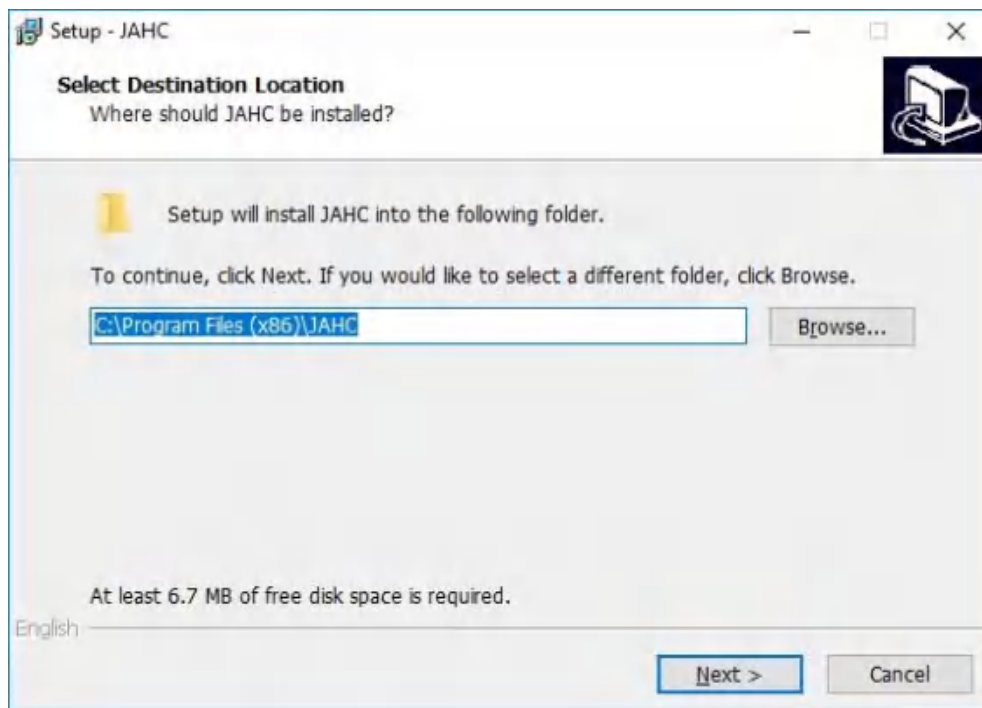 Setup - JAHC
Select Destination Location
Where should JAHC be installed?
Setup will install JAHC into the following folder.
To continue, click Next. If you would like to select a different folder, click Browse.
C:\Program Files (x86)\JAHC
Browse...
At least 6.7 MB of free disk space is required.
English
Next >
Cancel